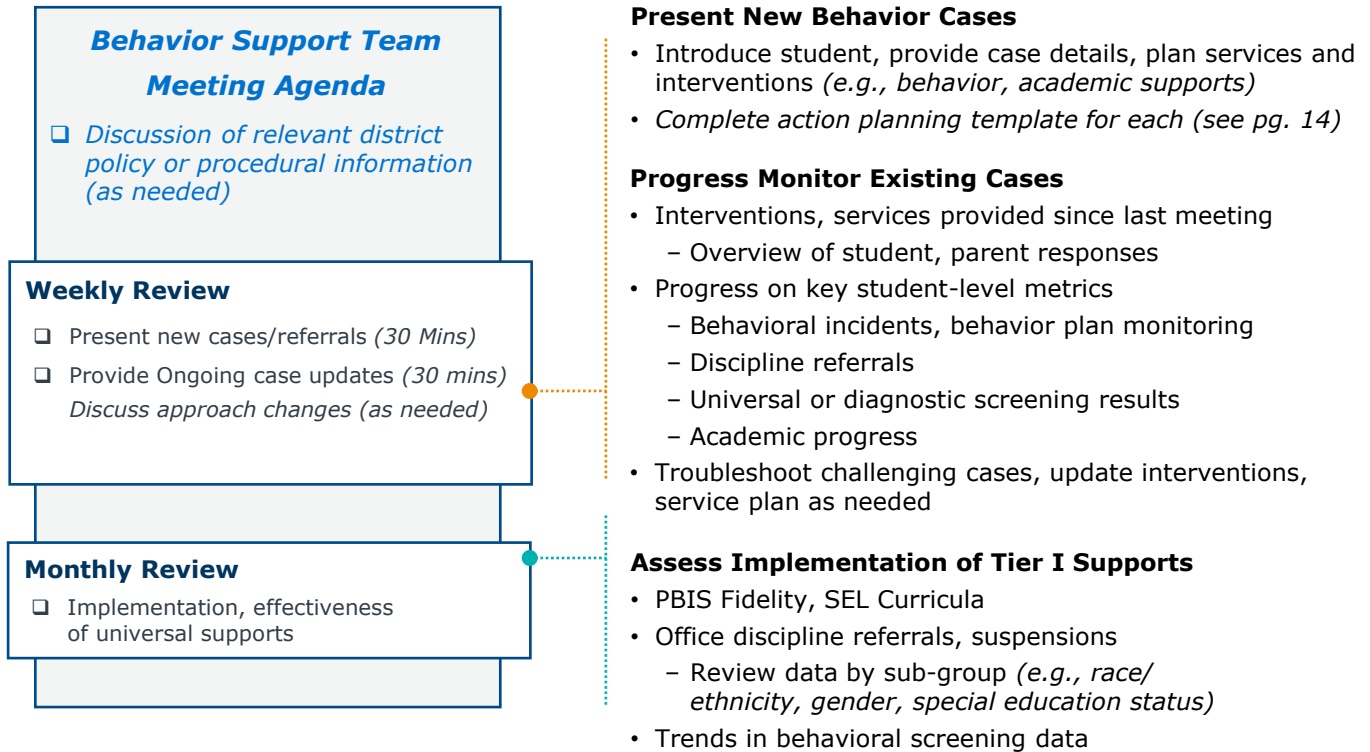 Behavior Support Team
Meeting Agenda
❑ Discussion of relevant district
policy or procedural information
(as needed)
Weekly Review
❑ Present new cases/referrals (30 Mins)
❑ Provide Ongoing case updates (30 mins)
Discuss approach changes (as needed)
Monthly Review
❑ Implementation, effectiveness
of universal supports
Present New Behavior Cases
• Introduce student, provide case details, plan services and
interventions (e.g., behavior, academic supports)
• Complete action planning template for each (see pg. 14)
Progress Monitor Existing Cases
• Interventions, services provided since last meeting
– Overview of student, parent responses
• Progress on key student-level metrics
– Behavioral incidents, behavior plan monitoring
– Discipline referrals
– Universal or diagnostic screening results
– Academic progress
• Troubleshoot challenging cases, update interventions,
service plan as needed
Assess Implementation of Tier I Supports
• PBIS Fidelity, SEL Curricula
• Office discipline referrals, suspensions
– Review data by sub-group (e.g., race/
ethnicity, gender, special education status)
• Trends in behavioral screening data